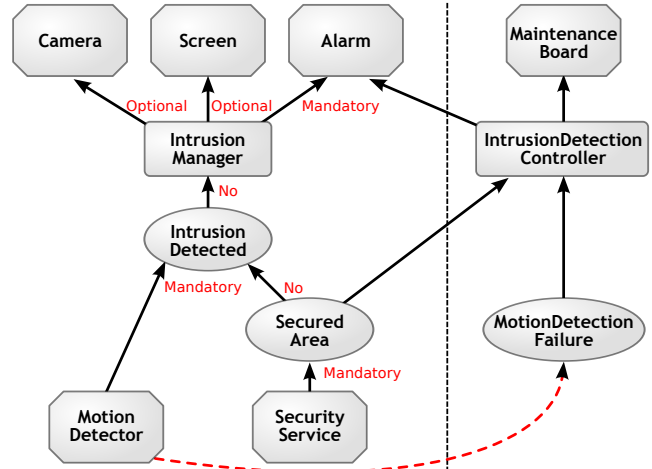 Camera
Screen
Alarm
Maintenance
Board
Optional
Optional
Mandatory
Intrusion
Manager
IntrusionDetection
Controller
No
Intrusion
Detected
Mandatory
No
Secured
Area
MotionDetection
Failure
Mandatory
Motion
Detector
Security
Service